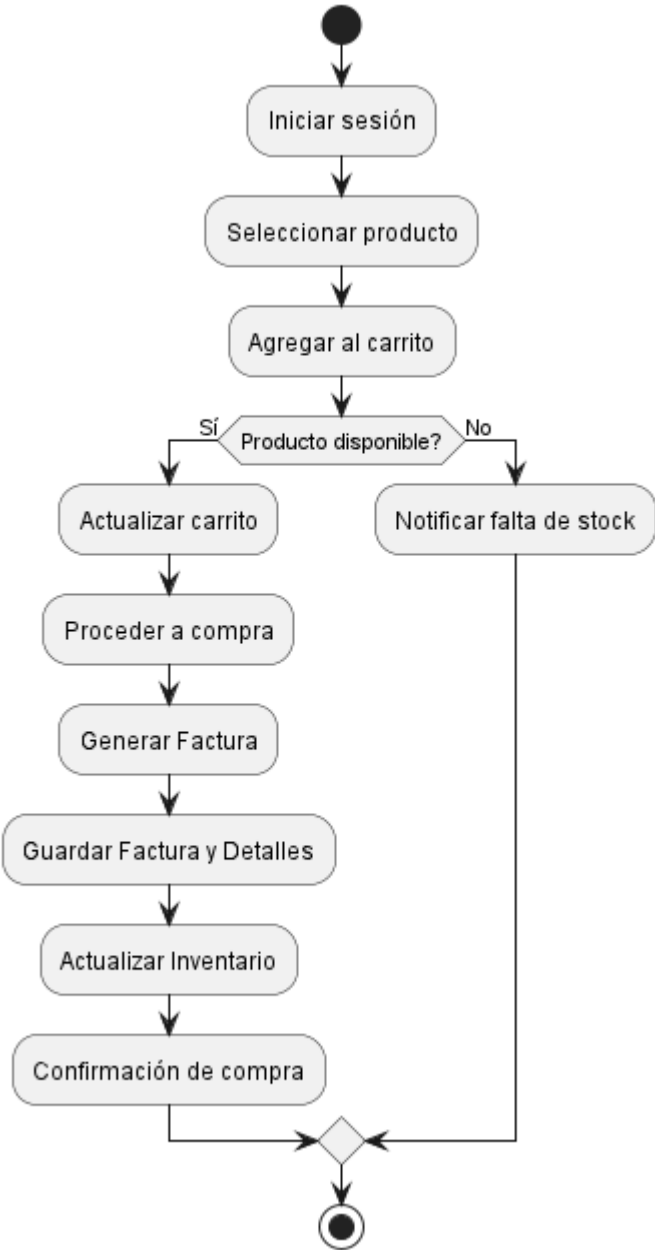 Iniciar sesión
Seleccionar producto
Agregar al carrito
Producto disponible?
Sí
No
Actualizar carrito
Notificar falta de stock
Proceder a compra
Generar Factura
Guardar Factura y Detalles
Actualizar Inventario
Confirmación de compra